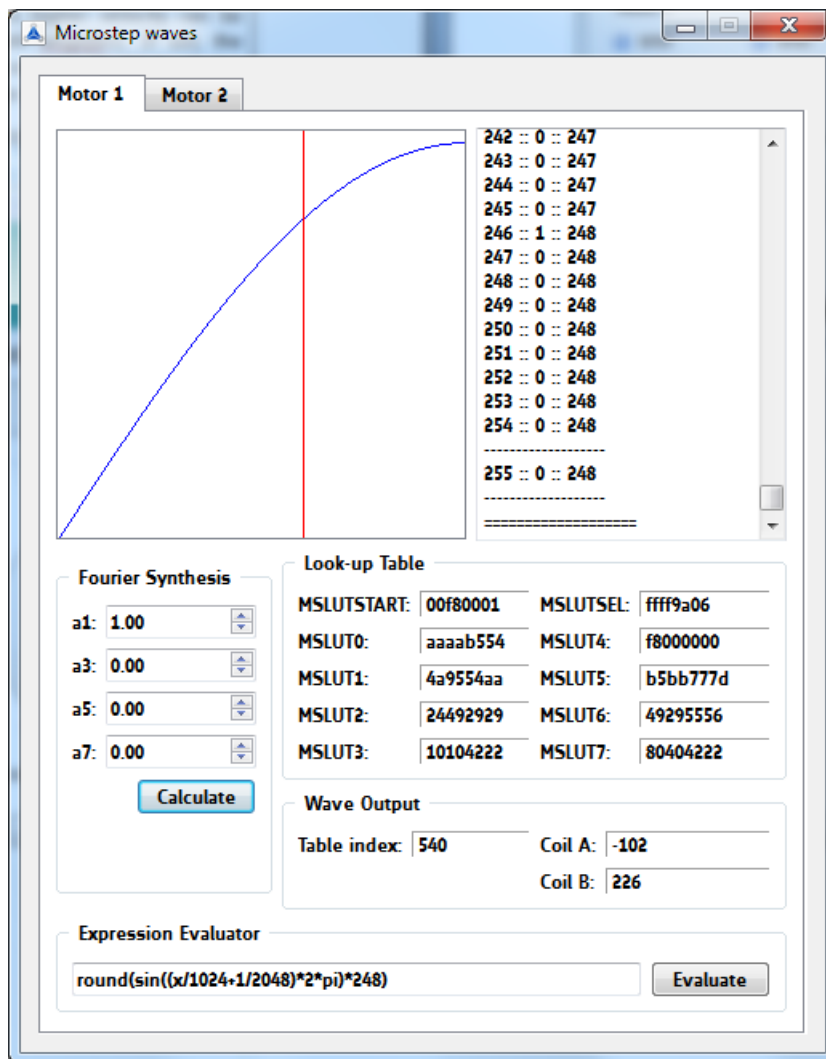 Microstep waves
Motor 1 Motor 2
242 :: 0 :: 247
243 :: 0 :: 247
244 :: 0 :: 247
245 :: 0 :: 247
246 :: 1 :: 248
247 :: 0 :: 248
248 :: 0 :: 248
249 :: 0 :: 248
250 :: 0 :: 248
251 :: 0 :: 248
252 :: 0 :: 248
253 :: 0 :: 248
254 :: 0 :: 248
-------------------
255 :: 0 :: 248
-------------------
===================
Fourier Synthesis
a1: 1.00
a3: 0.00
a5: 0.00
a7: 0.00
Calculate
Look-up Table
MSLUTSTART: 00f80001 MSLUTSEL: ffff9a06
MSLUT0: aaaab554 MSLUT4: f8000000
MSLUT1: 4a9554aa MSLUT5: b5bb777d
MSLUT2: 24492929 MSLUT6: 49295556
MSLUT3: 10104222 MSLUT7: 80404222
Wave Output
Table index: 540 Coil A: -102
Coil B: 226
Expression Evaluator
round(sin((x/1024+1/2048)*2*pi)*248) Evaluate